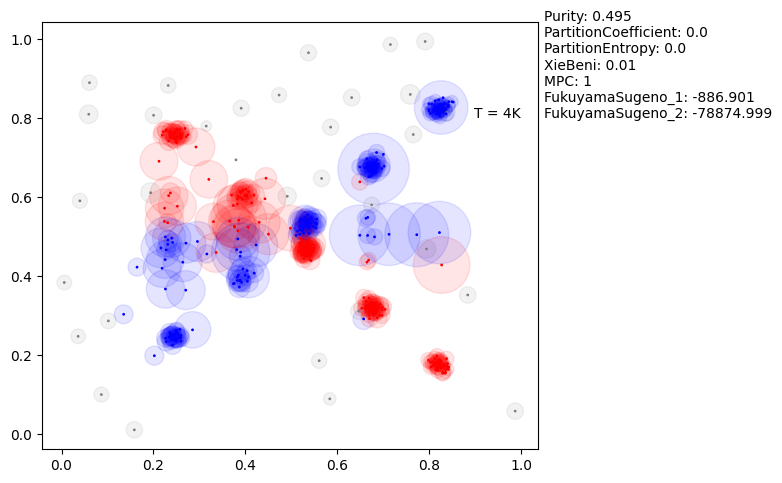 Purity: 0.495
PartitionCoefficient: 0.0
PartitionEntropy: 0.0
XieBeni: 0.01
MPC: 1
FukuyamaSugeno_1: -886.901
FukuyamaSugeno_2: -78874.999
T = 4K
1.0
0.8
0.6
0.4
0.2
0.0
0.0 0.2 0.4 0.6 0.8 1.0